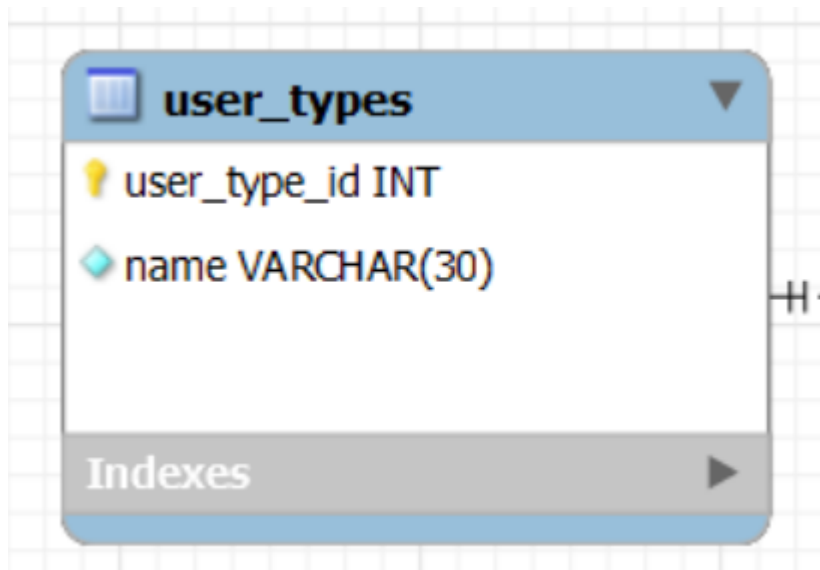 user_types
user_type_id INT
name VARCHAR(30)
Indexes